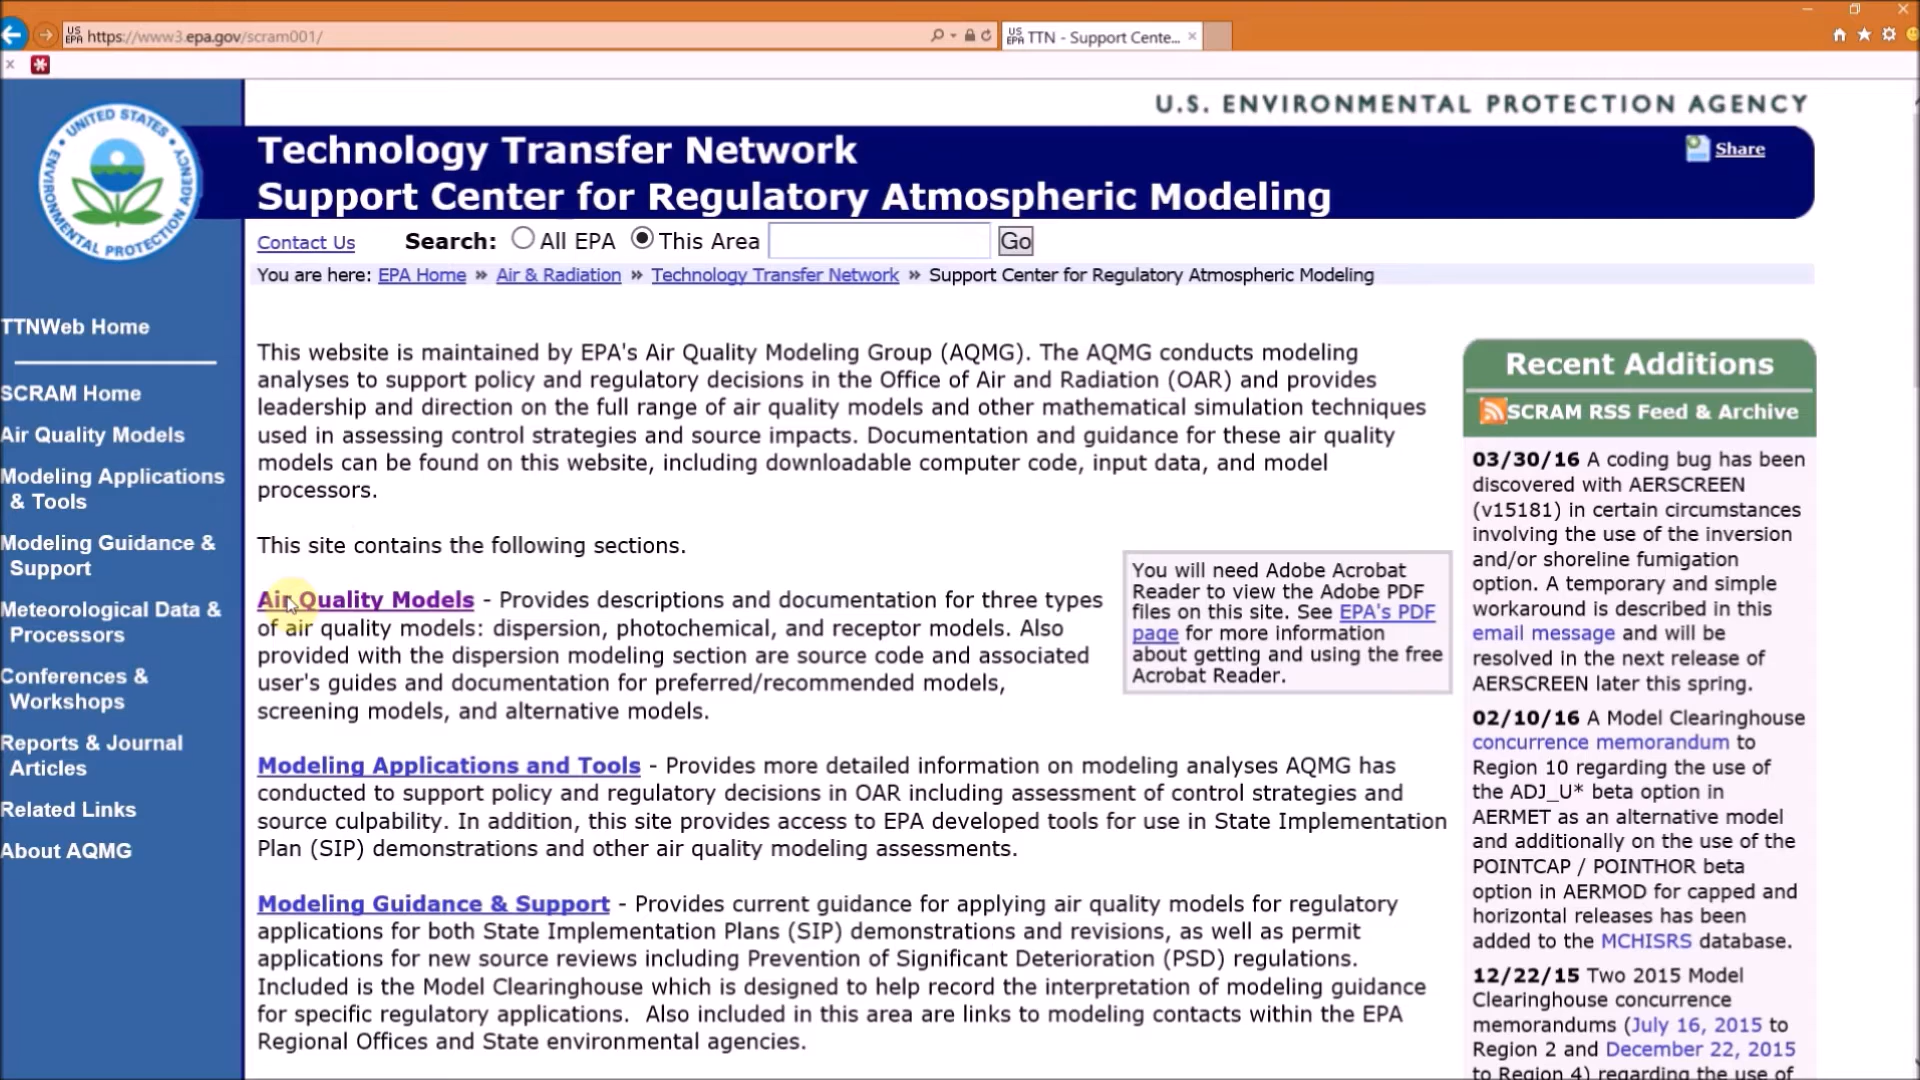 US
EPA
https://www3.epa.gov/scram001/
US
EPA
TTN - Support Cente...
UNITED STATES
ENVIRONMENTAL PROTECTION AGENCY
U.S. ENVIRONMENTAL PROTECTION AGENCY
Technology Transfer Network
Support Center for Regulatory Atmospheric Modeling
Share
Contact Us
Search: All EPA This Area Go
You are here: EPA Home » Air & Radiation » Technology Transfer Network » Support Center for Regulatory Atmospheric Modeling
TTNWeb Home
SCRAM Home
Air Quality Models
Modeling Applications
& Tools
Modeling Guidance &
Support
Meteorological Data &
Processors
Conferences &
Workshops
Reports & Journal
Articles
Related Links
About AQMG
This website is maintained by EPA's Air Quality Modeling Group (AQMG). The AQMG conducts modeling
analyses to support policy and regulatory decisions in the Office of Air and Radiation (OAR) and provides
leadership and direction on the full range of air quality models and other mathematical simulation techniques
used in assessing control strategies and source impacts. Documentation and guidance for these air quality
models can be found on this website, including downloadable computer code, input data, and model
processors.
This site contains the following sections.
Air Quality Models - Provides descriptions and documentation for three types
of air quality models: dispersion, photochemical, and receptor models. Also
provided with the dispersion modeling section are source code and associated
user's guides and documentation for preferred/recommended models,
screening models, and alternative models.
You will need Adobe Acrobat
Reader to view the Adobe PDF
files on this site. See EPA's PDF
page for more information
about getting and using the free
Acrobat Reader.
Modeling Applications and Tools - Provides more detailed information on modeling analyses AQMG has
conducted to support policy and regulatory decisions in OAR including assessment of control strategies and
source culpability. In addition, this site provides access to EPA developed tools for use in State Implementation
Plan (SIP) demonstrations and other air quality modeling assessments.
Modeling Guidance & Support - Provides current guidance for applying air quality models for regulatory
applications for both State Implementation Plans (SIP) demonstrations and revisions, as well as permit
applications for new source reviews including Prevention of Significant Deterioration (PSD) regulations.
Included is the Model Clearinghouse which is designed to help record the interpretation of modeling guidance
for specific regulatory applications. Also included in this area are links to modeling contacts within the EPA
Regional Offices and State environmental agencies.
Recent Additions
SCRAM RSS Feed & Archive
03/30/16 A coding bug has been
discovered with AERSCREEN
(v15181) in certain circumstances
involving the use of the inversion
and/or shoreline fumigation
option. A temporary and simple
workaround is described in this
email message and will be
resolved in the next release of
AERSCREEN later this spring.
02/10/16 A Model Clearinghouse
concurrence memorandum to
Region 10 regarding the use of
the ADJ_U* beta option in
AERMET as an alternative model
and additionally on the use of the
POINTCAP / POINTHOR beta
option in AERMOD for capped and
horizontal releases has been
added to the MCHISRS database.
12/22/15 Two 2015 Model
Clearinghouse concurrence
memorandums (July 16, 2015 to
Region 2 and December 22, 2015
to Region 4) regarding the use of